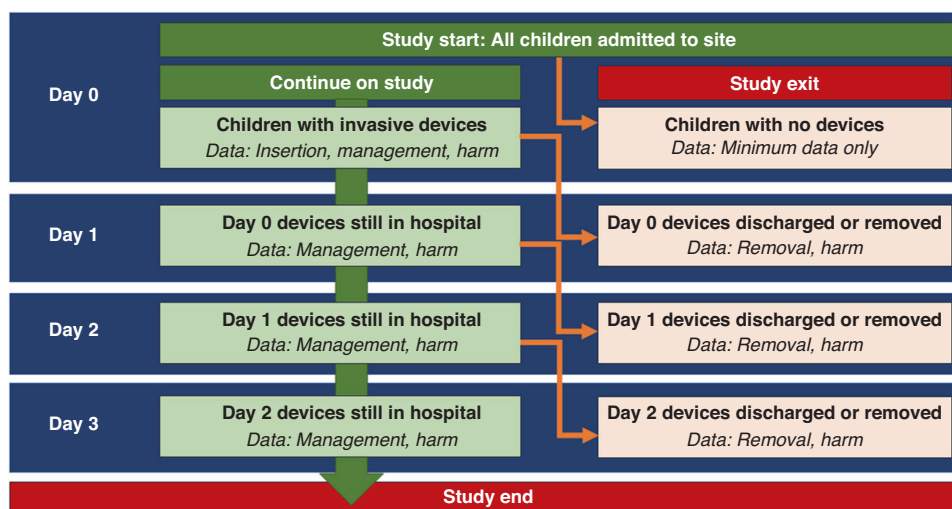 Study start: All children admitted to site
Day 0
Continue on study
Study exit
Children with invasive devices
Data: Insertion, management, harm
Children with no devices
Data: Minimum data only
Day 1
Day 0 devices still in hospital
Data: Management, harm
Day 0 devices discharged or removed
Data: Removal, harm
Day 2
Day 1 devices still in hospital
Data: Management, harm
Day 1 devices discharged or removed
Data: Removal, harm
Day 3
Day 2 devices still in hospital
Data: Management, harm
Day 2 devices discharged or removed
Data: Removal, harm
Study end